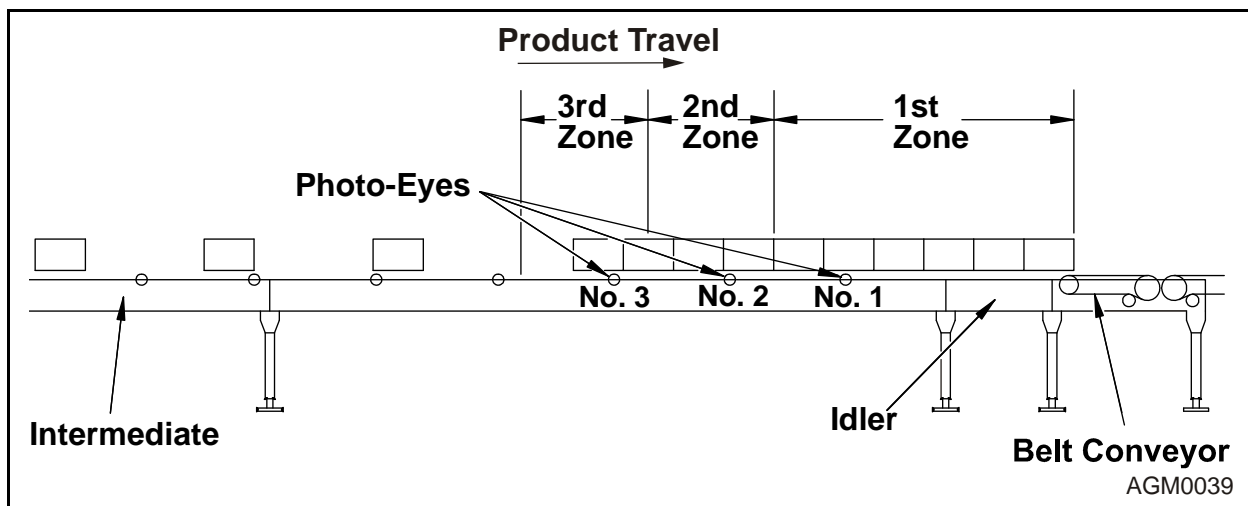 Product Travel
3rd
Zone
2nd
Zone
1st
Zone
Photo-Eyes
No. 3
No. 2
No. 1
Intermediate
Idler
Belt Conveyor
AGM0039